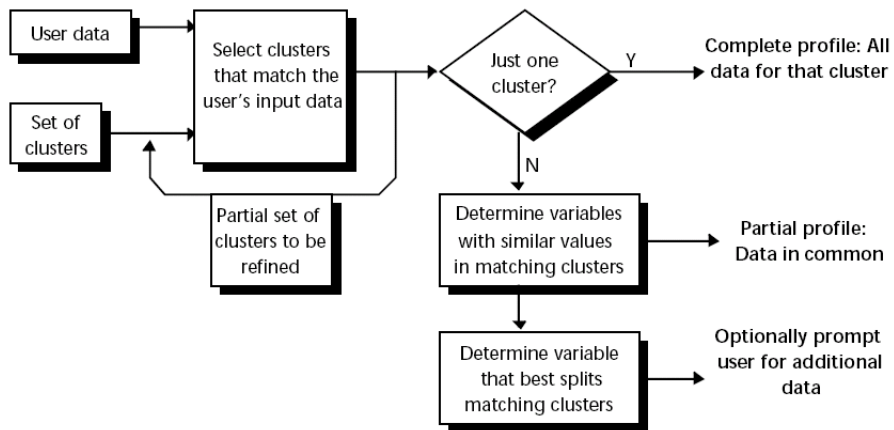 User data
Set of
clusters
Select clusters
that match the
user's input data
Partial set of
clusters to be
refined
Just one
cluster?
Y
Complete profile: All
data for that cluster
N
Determine variables
with similar values
in matching clusters
Partial profile:
Data in common
Determine variable
that best splits
matching clusters
Optionally prompt
user for additional
data